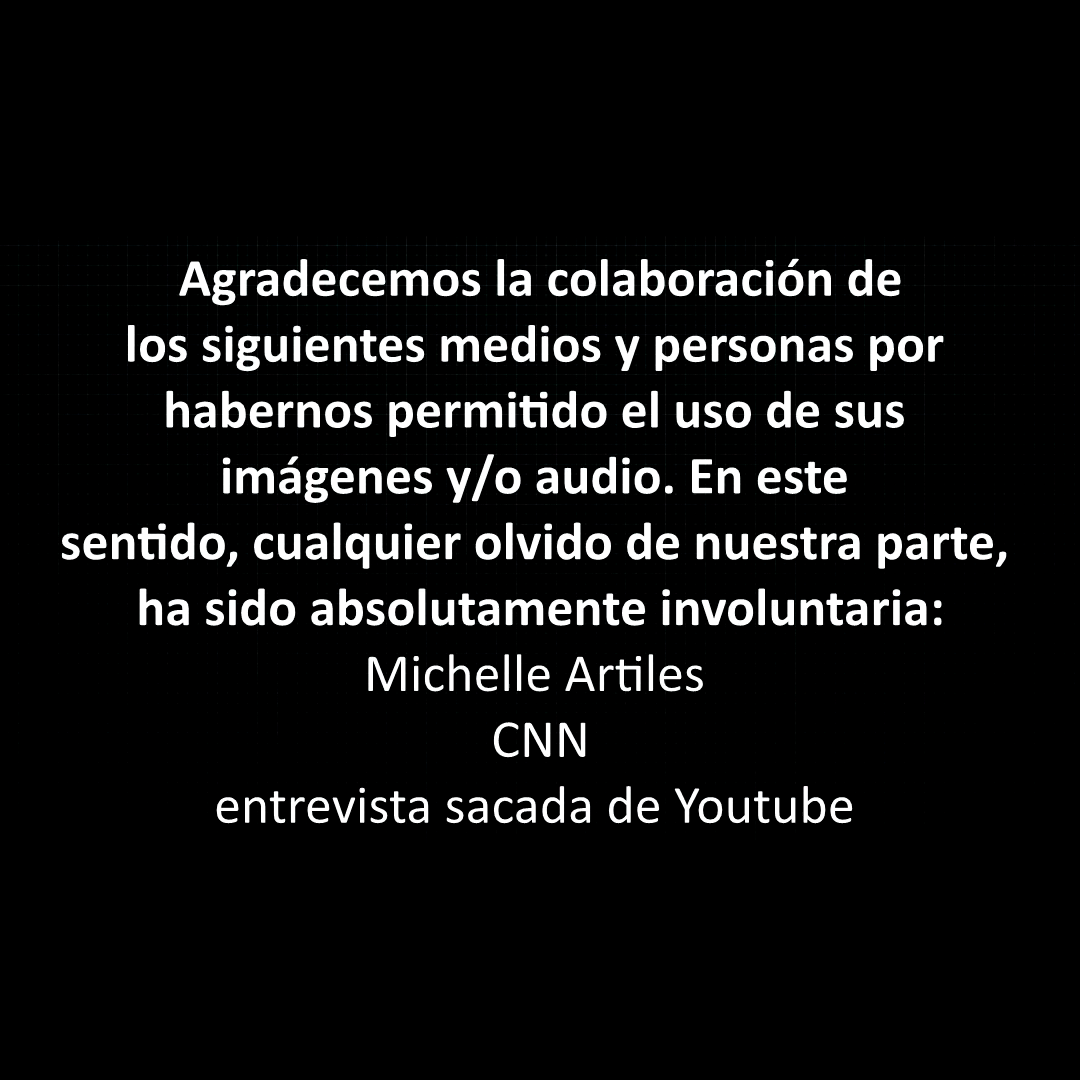 Agradecemos la colaboración de
los siguientes medios y personas por
habernos permitido el uso de sus
imágenes y/o audio. En este
sentido, cualquier olvido de nuestra parte,
ha sido absolutamente involuntaria:
Michelle Artiles
CNN
entrevista sacada de Youtube